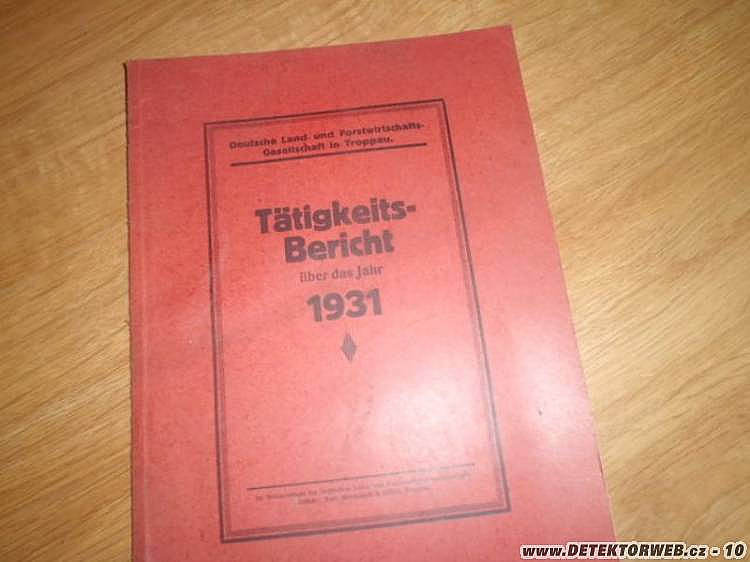 Deutsche Land- und Forstwirtschafts-
Gesellschaft in Troppau.
Tätigkeits-
Bericht
über das Jahr
1931
www.DETEKTORWEB.cz - 10